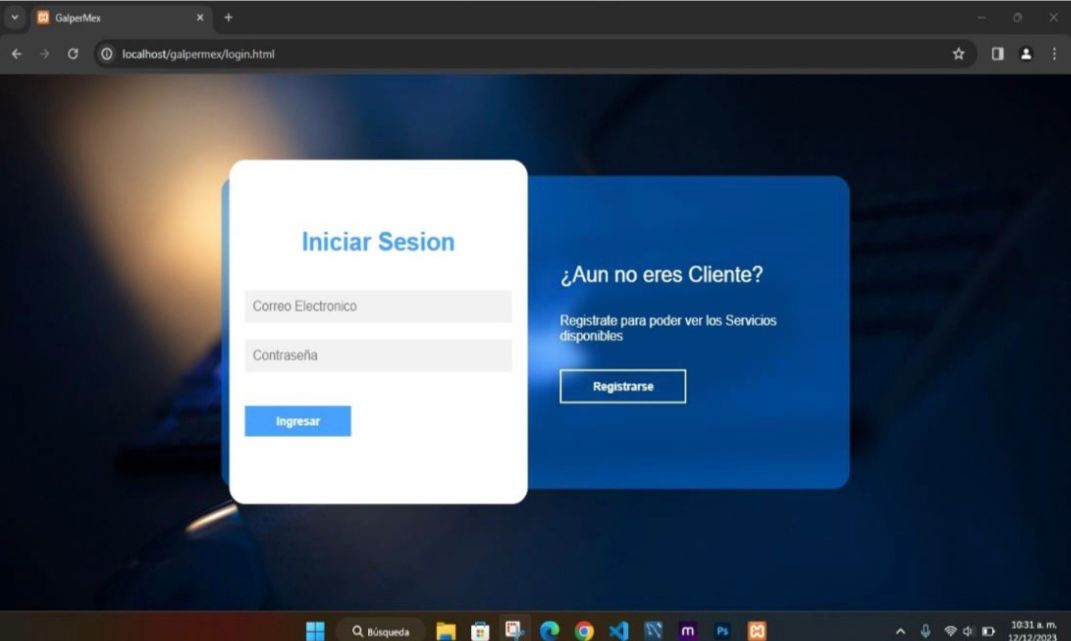 GalperMex
localhost/galpermex/login.html
Iniciar Sesion
Correo Electronico
Contraseña
Ingresar
¿Aun no eres Cliente?
Registrate para poder ver los Servicios
disponibles
Registrarse
Búsqueda
m
Ps
10:31 a. m.
12/12/2023